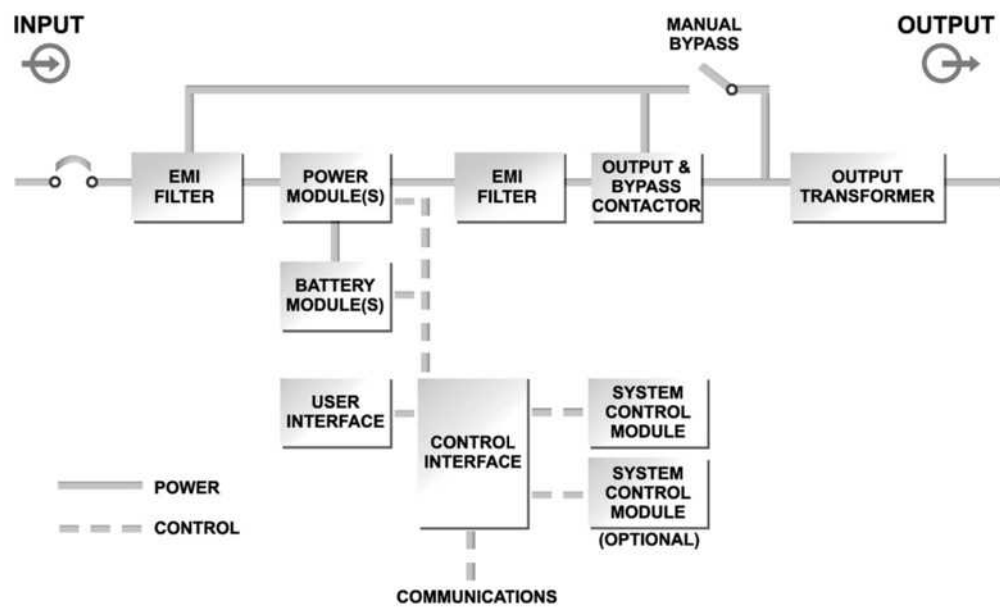 INPUT
MANUAL
BYPASS
OUTPUT
EMI
FILTER
POWER
MODULE(S)
EMI
FILTER
OUTPUT &
BYPASS
CONTACTOR
OUTPUT
TRANSFORMER
BATTERY
MODULE(S)
USER
INTERFACE
CONTROL
INTERFACE
SYSTEM
CONTROL
MODULE
SYSTEM
CONTROL
MODULE
(OPTIONAL)
POWER
CONTROL
COMMUNICATIONS